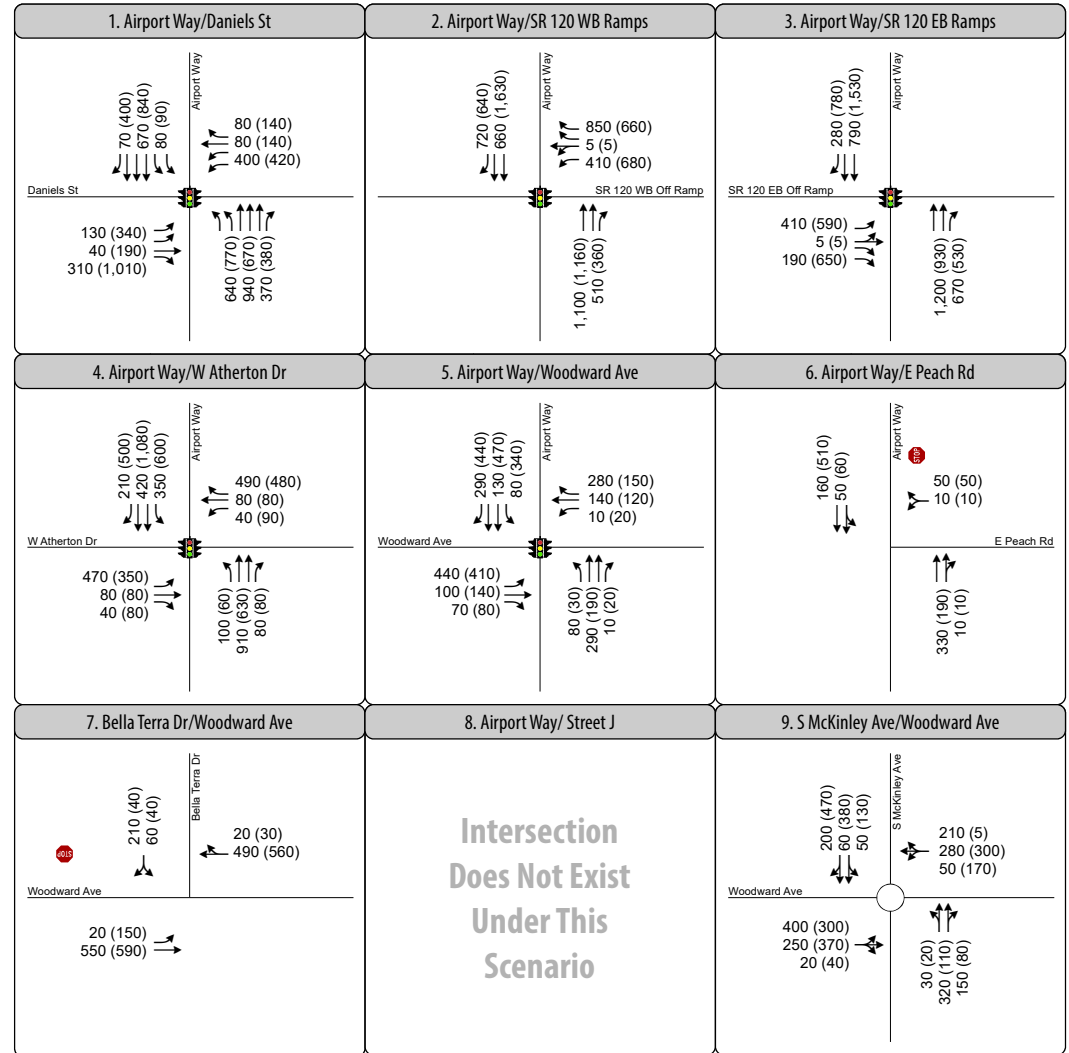 1. Airport Way/Daniels St
70 (400)
670 (840)
80 (90)
Airport Way
80 (140)
80 (140)
400 (420)
Daniels St
130 (340)
40 (190)
310 (1,010)
640 (770)
940 (670)
370 (380)
2. Airport Way/SR 120 WB Ramps
720 (640)
660 (1,630)
Airport Way
850 (660)
5 (5)
410 (680)
SR 120 WB Off Ramp
1,100 (1,160)
510 (360)
3. Airport Way/SR 120 EB Ramps
280 (780)
790 (1,530)
Airport Way
SR 120 EB Off Ramp
410 (590)
5 (5)
190 (650)
1,200 (930)
670 (530)
4. Airport Way/W Atherton Dr
210 (500)
420 (1,080)
350 (600)
Airport Way
490 (480)
80 (80)
40 (90)
W Atherton Dr
470 (350)
80 (80)
40 (80)
100 (60)
910 (630)
80 (80)
5. Airport Way/Woodward Ave
290 (440)
130 (470)
80 (340)
Airport Way
280 (150)
140 (120)
10 (20)
Woodward Ave
440 (410)
100 (140)
70 (80)
80 (30)
290 (190)
10 (20)
6. Airport Way/E Peach Rd
160 (510)
50 (60)
Airport Way
STOP
50 (50)
10 (10)
E Peach Rd
330 (190)
10 (10)
7. Bella Terra Dr/Woodward Ave
STOP
210 (40)
60 (40)
Bella Terra Dr
20 (30)
490 (560)
Woodward Ave
20 (150)
550 (590)
8. Airport Way/ Street J
Intersection
Does Not Exist
Under This
Scenario
9. S McKinley Ave/Woodward Ave
200 (470)
60 (380)
50 (130)
S McKinley Ave
210 (5)
280 (300)
50 (170)
Woodward Ave
400 (300)
250 (370)
20 (40)
30 (20)
320 (110)
150 (80)